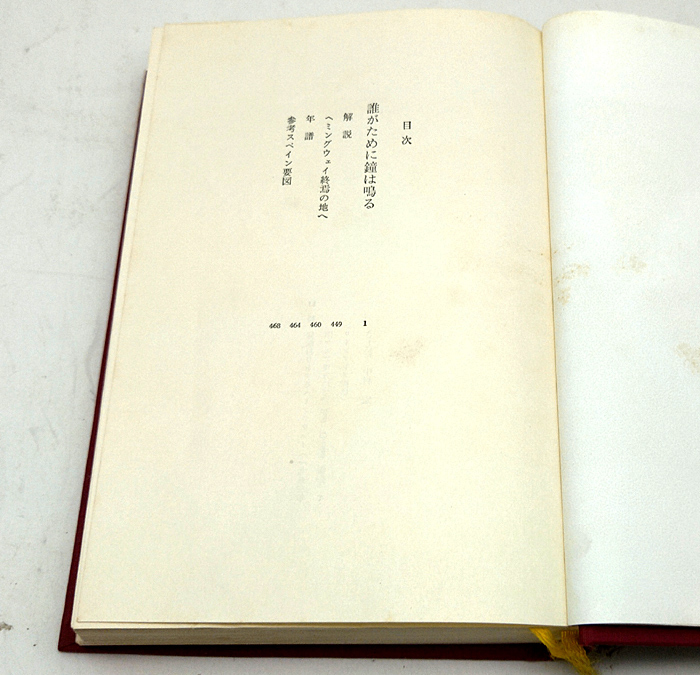 目次
誰がために鐘は鳴る
解説
ヘミングウェイ終焉の地へ
年譜
参考スペイン要図
1
449
460
464
468